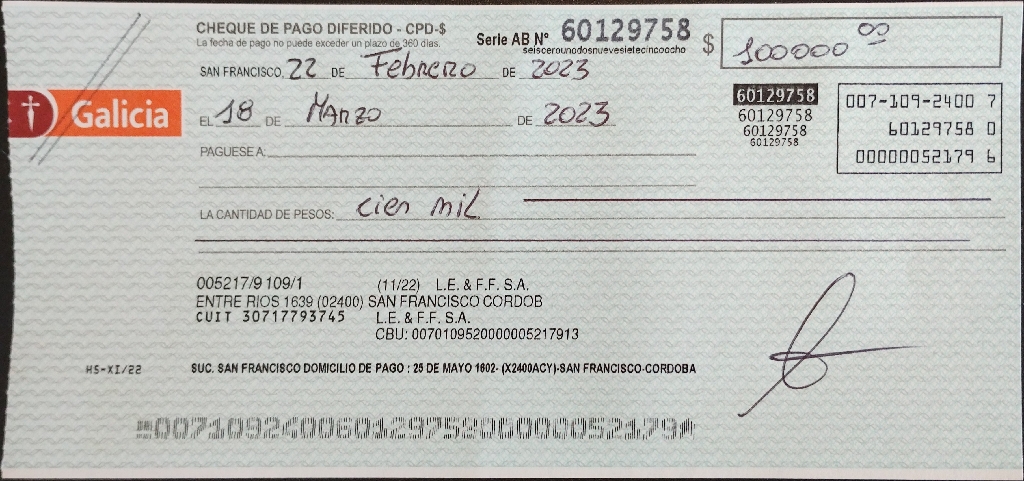 CHEQUE DE PAGO DIFERIDO - CPD-$
La fecha de pago no puede exceder un plazo de 360 días.
Serie AB Nº 60129758
seiscerounodosnuevesietecincoocho
$ 100000 00
SAN FRANCISCO, 22 DE Febrero DE 2023
Galicia
EL 18 DE Marzo DE 2023
60129758
60129758
60129758
60129758
007-109-2400 7
60129758 0
00000052179 6
PAGUESE A:
LA CANTIDAD DE PESOS: cien mil
005217/9 109/1 (11/22) L.E. & F.F. S.A.
ENTRE RIOS 1639 (02400) SAN FRANCISCO CORDOB
CUIT 30717793745 L.E. & F.F. S.A.
CBU: 0070109520000005217913
HS-XI/22
SUC. SAN FRANCISCO DOMICILIO DE PAGO : 25 DE MAYO 1602- (X2400ACY)-SAN FRANCISCO-CORDOBA